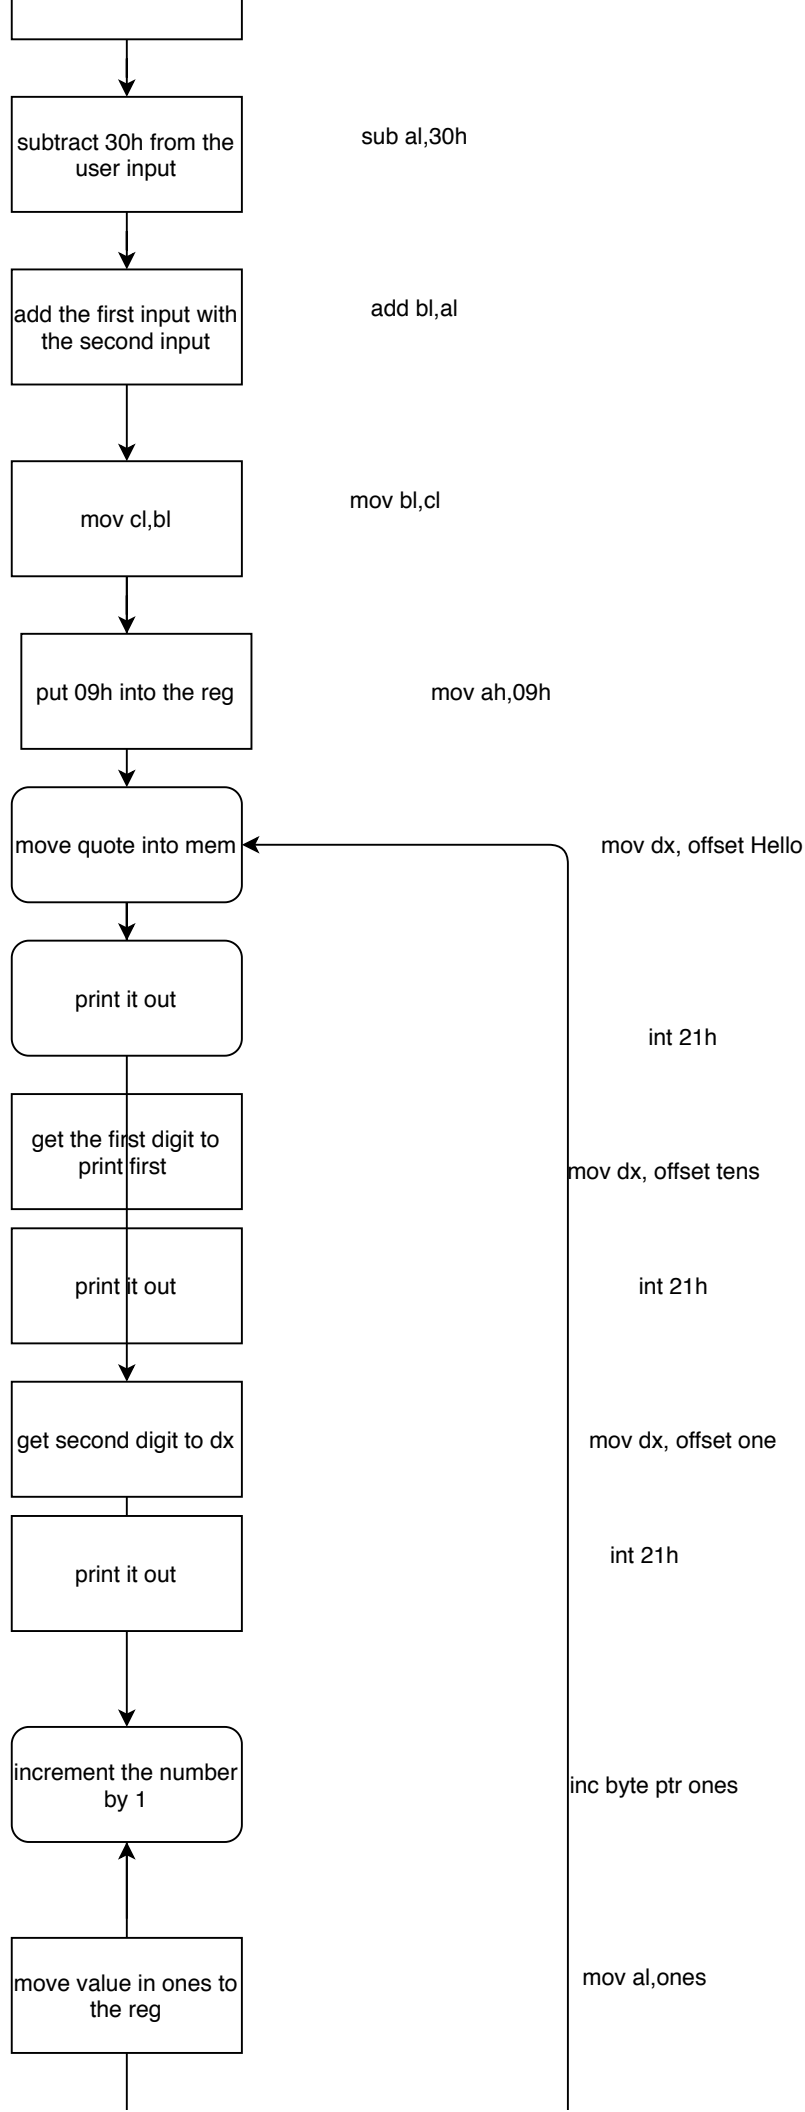 subtract 30h from the
user input
sub al,30h
add the first input with
the second input
add bl,al
mov cl,bl
mov bl,cl
put 09h into the reg
mov ah,09h
move quote into mem
mov dx, offset Hello
print it out
int 21h
get the first digit to
print first
mov dx, offset tens
print it out
int 21h
get second digit to dx
mov dx, offset one
print it out
int 21h
increment the number
by 1
inc byte ptr ones
move value in ones to
the reg
mov al,ones